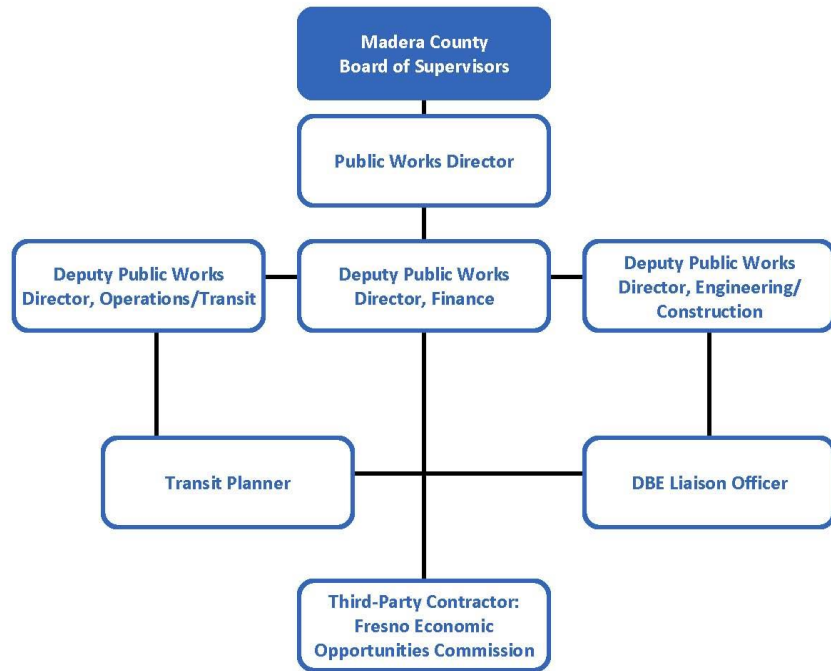 Madera County
Board of Supervisors
Public Works Director
Deputy Public Works
Director, Operations/Transit
Deputy Public Works
Director, Finance
Deputy Public Works
Director, Engineering/
Construction
Transit Planner
DBE Liaison Officer
Third-Party Contractor:
Fresno Economic
Opportunities Commission